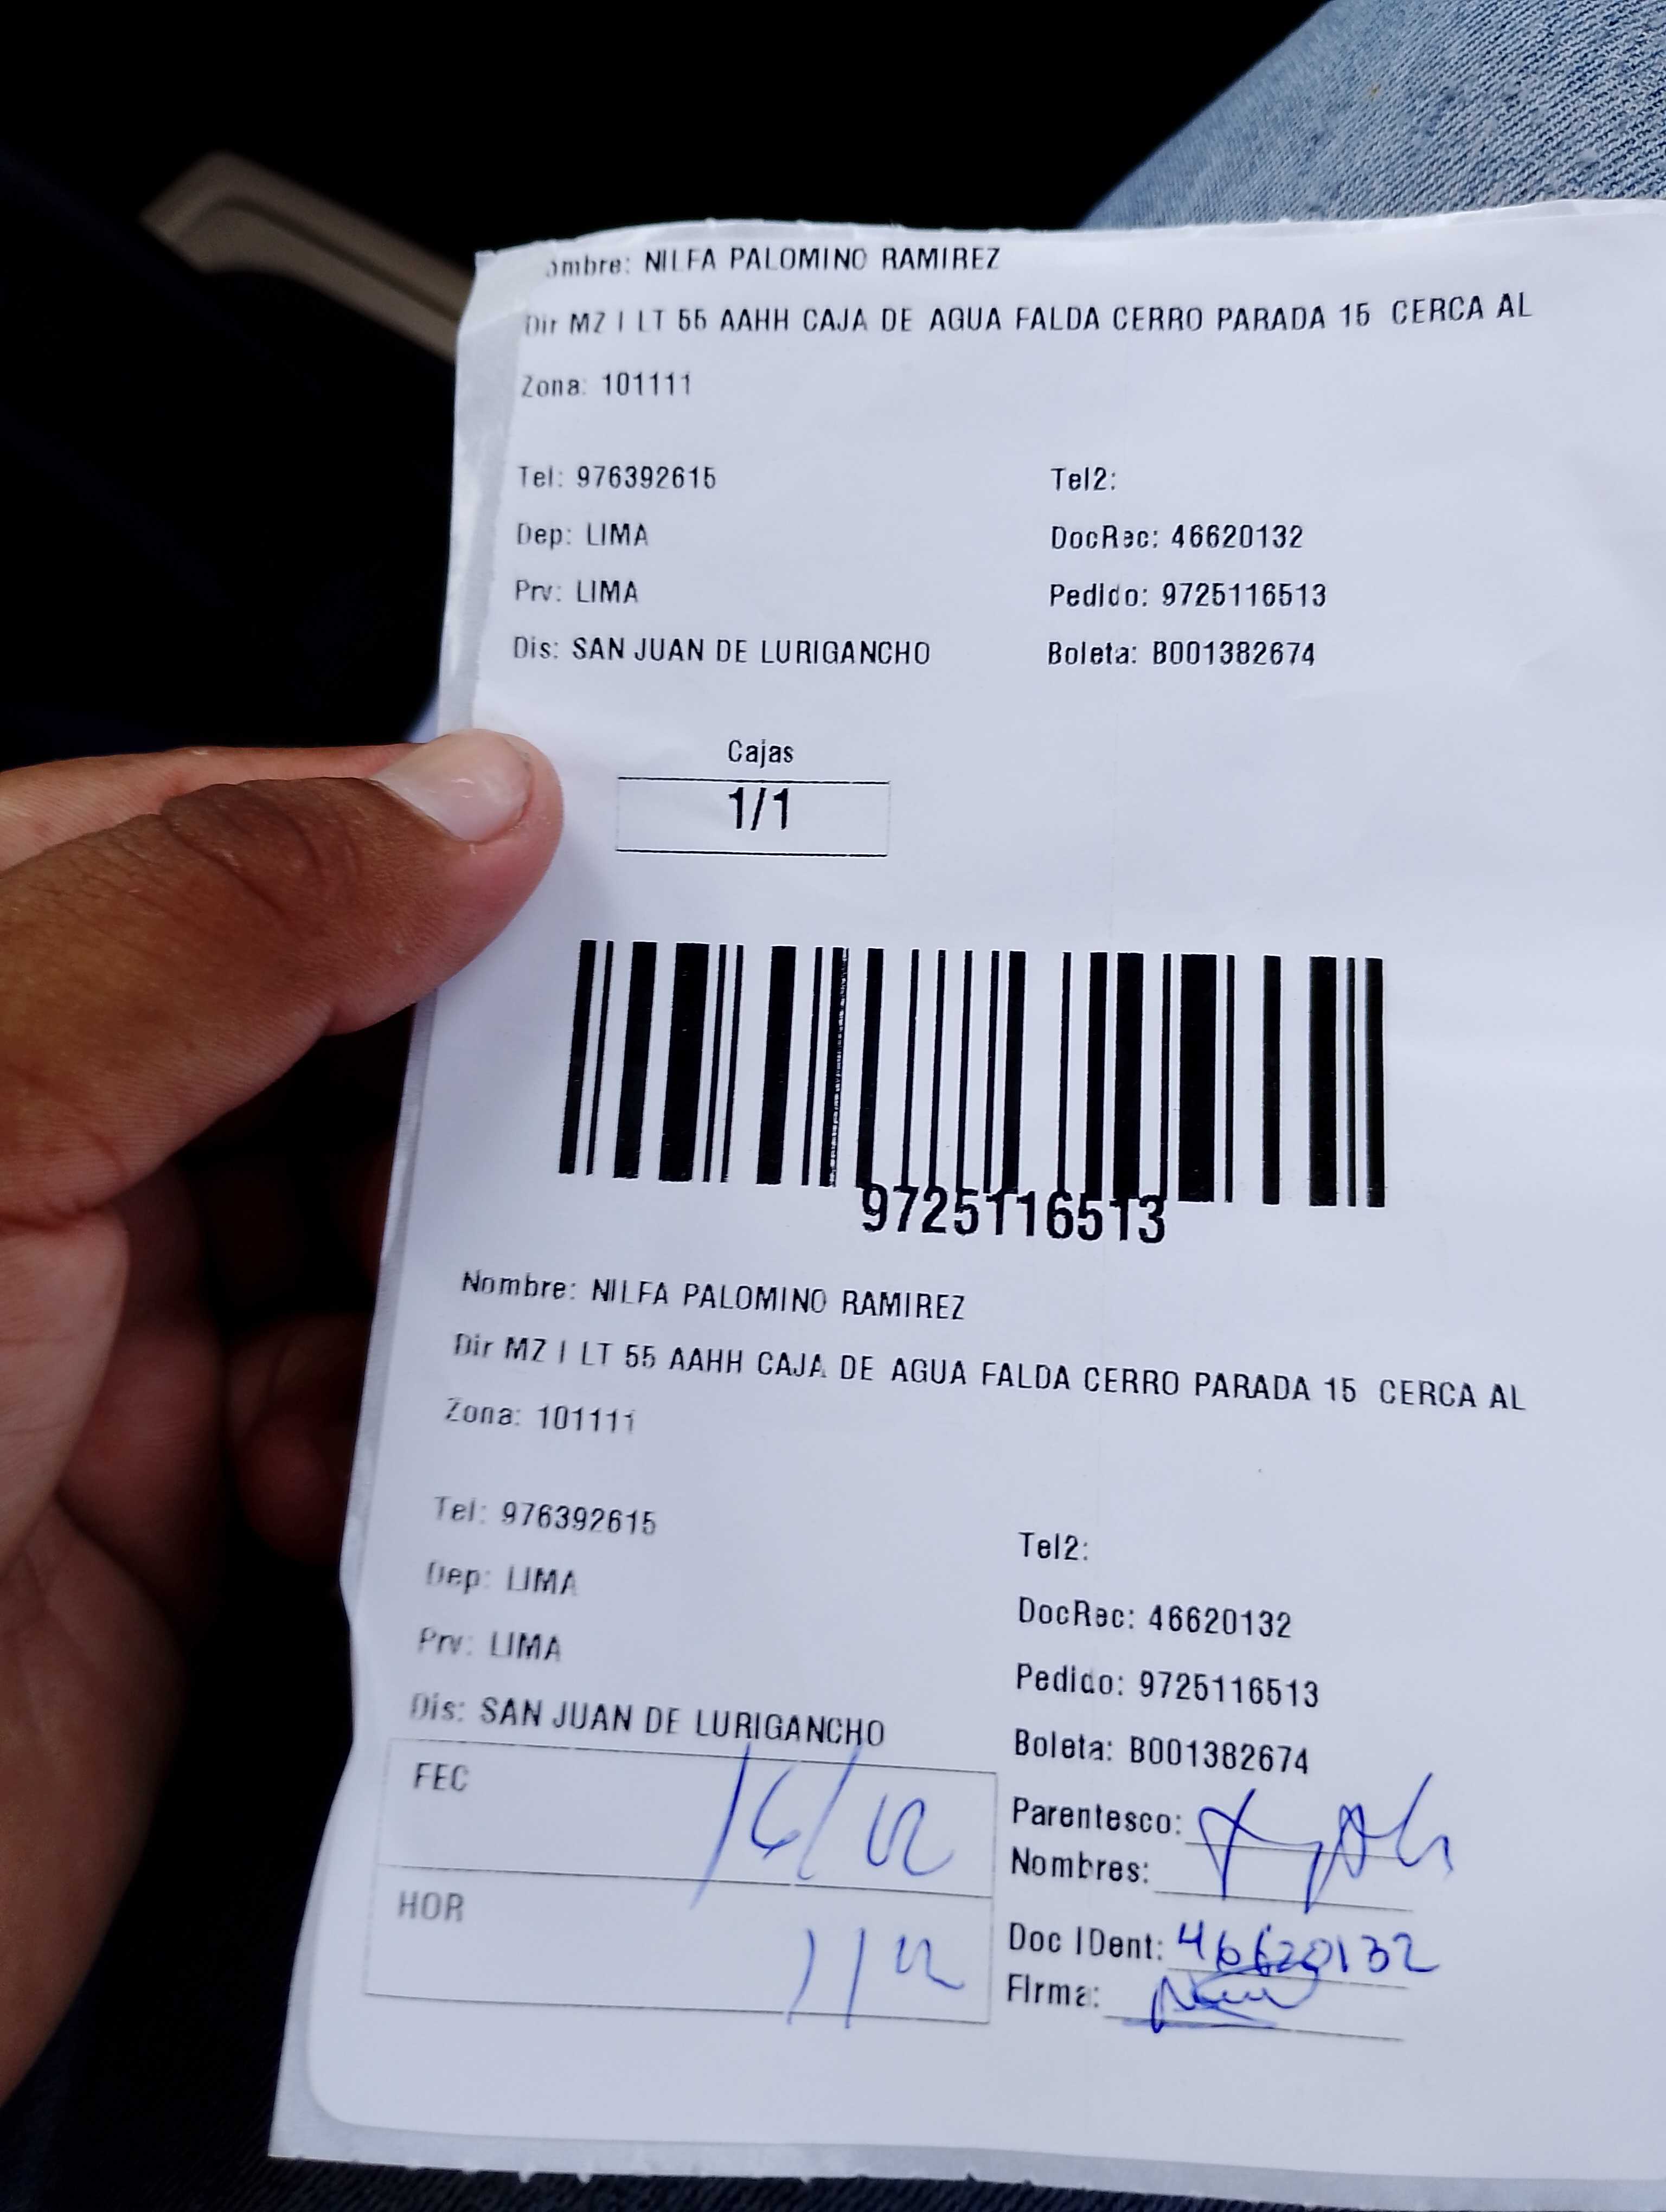 ombre: NILFA PALOMINO RAMIREZ
Dir MZ I LT 55 AAHH CAJA DE AGUA FALDA CERRO PARADA 15 CERCA AL
Zona: 101111
Tel: 976392615 Tel2:
Dep: LIMA DocRec: 46620132
Prv: LIMA Pedido: 9725116513
Dis: SAN JUAN DE LURIGANCHO Boleta: B001382674
Cajas
1/1
9725116513
Nombre: NILFA PALOMINO RAMIREZ
Dir MZ I LT 55 AAHH CAJA DE AGUA FALDA CERRO PARADA 15 CERCA AL
Zona: 101111
Tel: 976392615 Tel2:
Dep: LIMA DocRec: 46620132
Prv: LIMA Pedido: 9725116513
Dis: SAN JUAN DE LURIGANCHO Boleta: B001382674
FEC 16/02 Parentesco:
Nombres:
HOR Doc IDent: 46620132
FIrma: